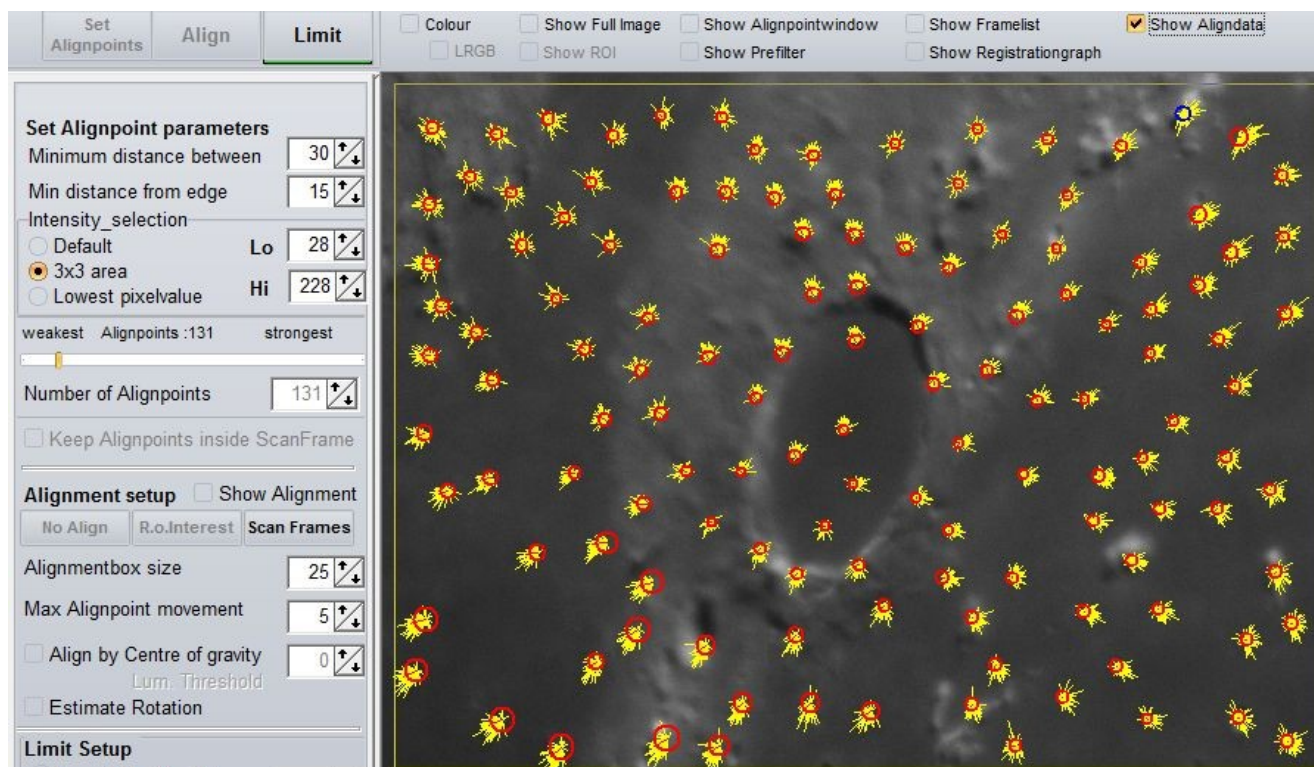 Set
Alignpoints
Align
Limit
Colour
Show Full Image
Show Alignpointwindow
Show Framelist
Show Aligndata
LRGB
Show ROI
Show Prefilter
Show Registrationgraph
Set Alignpoint parameters
Minimum distance between 30
Min distance from edge 15
Intensity_selection
Default
Lo 28
3x3 area
Hi 228
Lowest pixelvalue
weakest Alignpoints :131 strongest
Number of Alignpoints 131
Keep Alignpoints inside ScanFrame
Alignment setup Show Alignment
No Align R.o.Interest Scan Frames
Alignmentbox size 25
Max Alignpoint movement 5
Align by Centre of gravity 0
Lum. Threshold
Estimate Rotation
Limit Setup